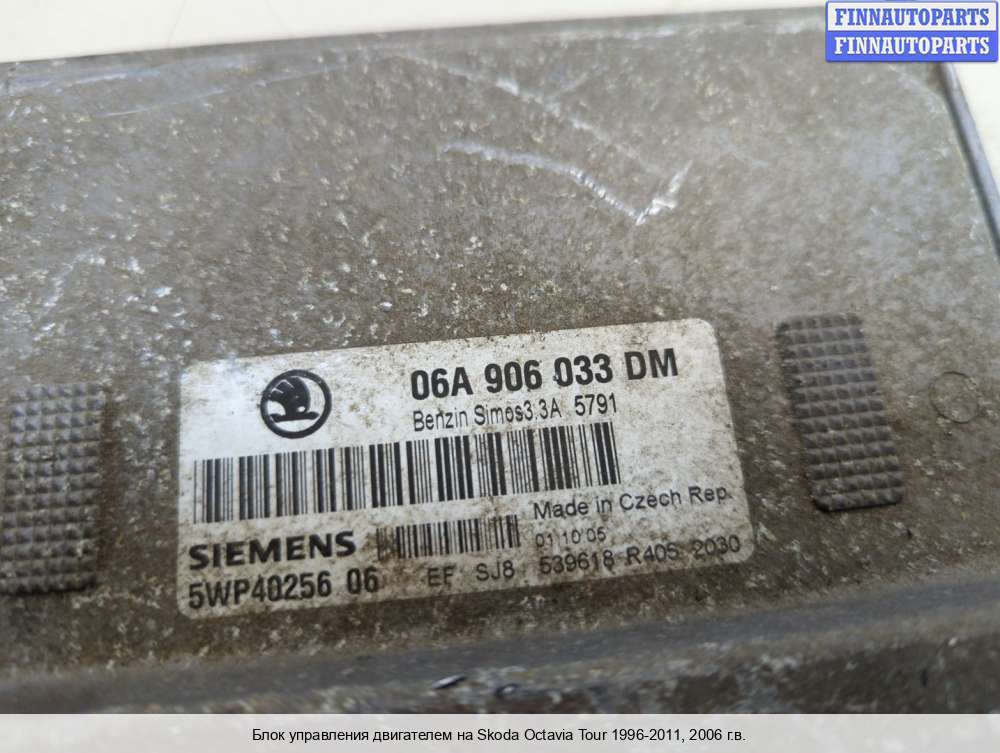 FINNAUTOPARTS
FINNAUTOPARTS
06A 906 033 DM
Benzin Simos3.3A 5791
Made in Czech Rep.
SIEMENS
01.10.05
5WP40256 06
EF SJ8 539618 R405 2030
Блок управления двигателем на Skoda Octavia Tour 1996-2011, 2006 г.в.